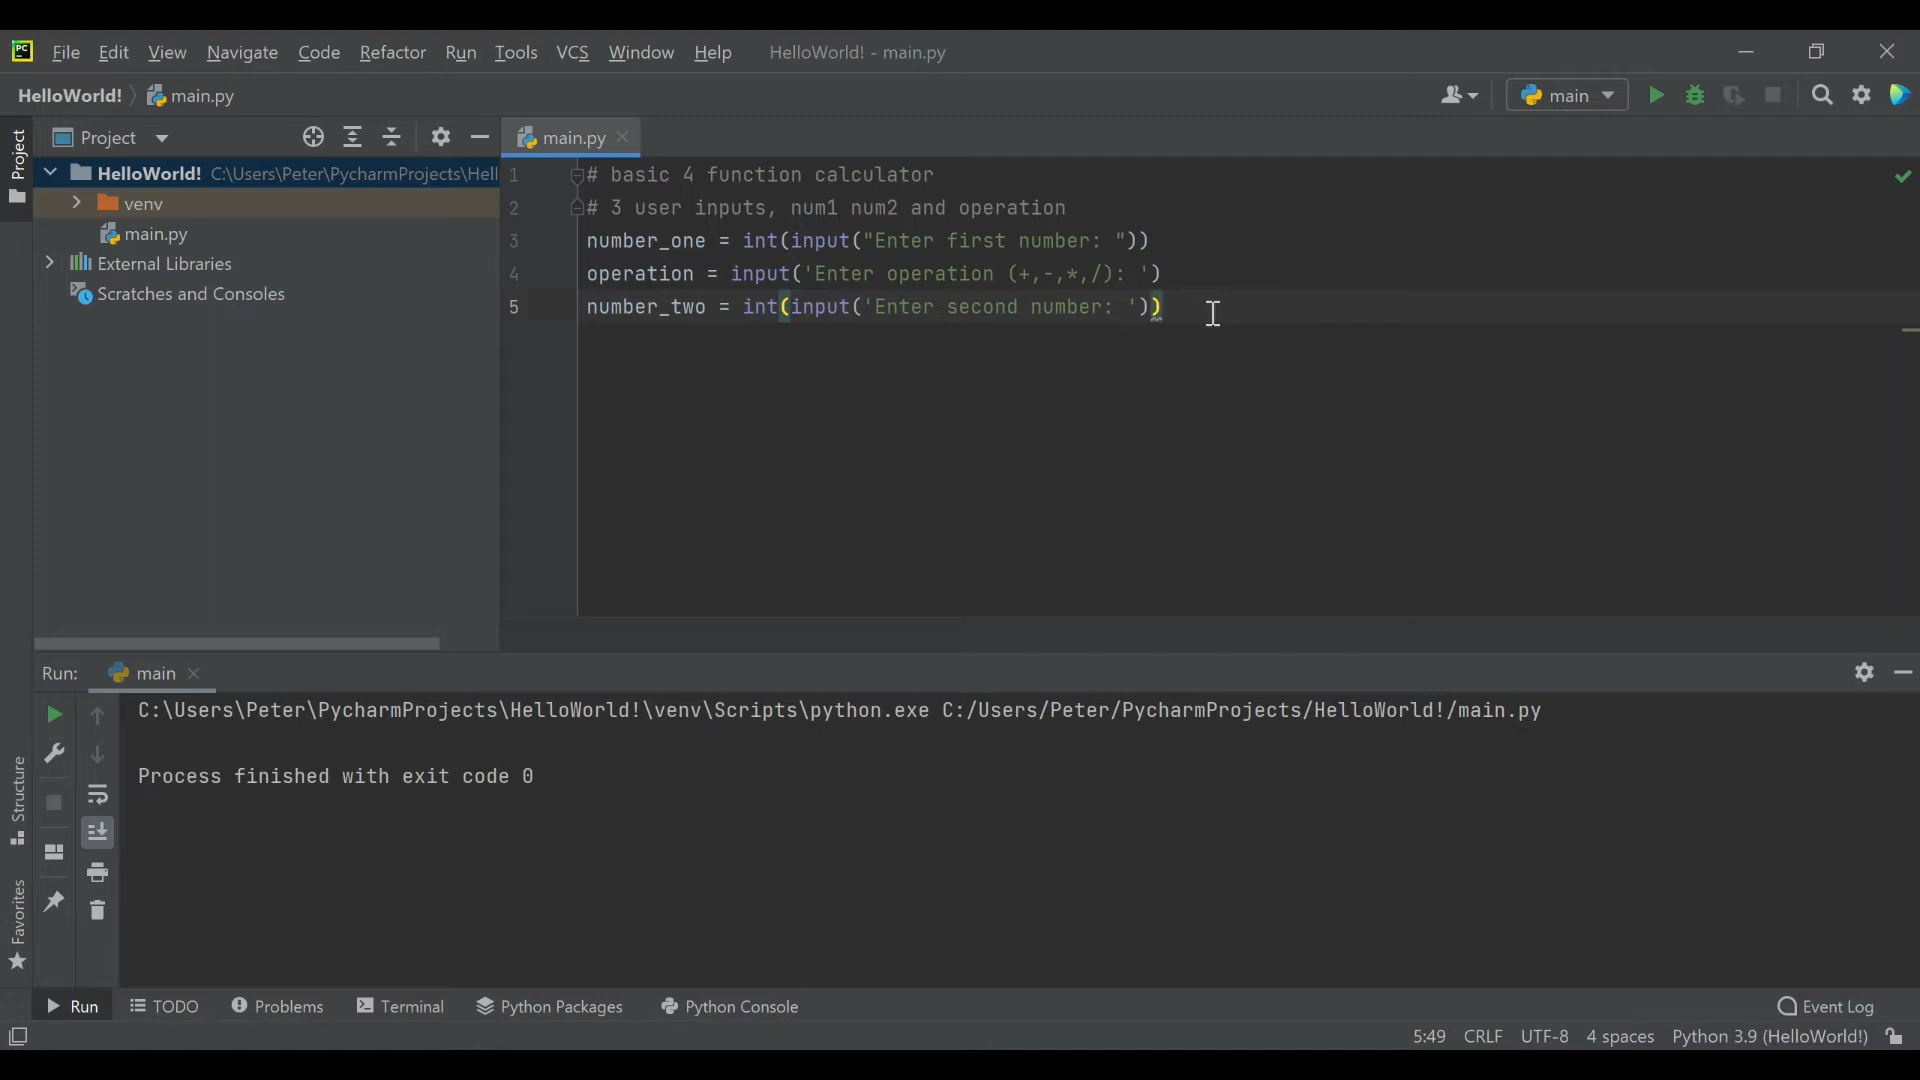 PC File Edit View Navigate Code Refactor Run Tools VCS Window Help HelloWorld! - main.py
HelloWorld! main.py main
Project main.py
Project
HelloWorld! C:\Users\Peter\PycharmProjects\Hell
venv
main.py
External Libraries
Scratches and Consoles
1 # basic 4 function calculator
2 # 3 user inputs, num1 num2 and operation
3 number_one = int(input("Enter first number: "))
4 operation = input('Enter operation (+,-,*,/): ')
5 number_two = int(input('Enter second number: '))
Run: main
C:\Users\Peter\PycharmProjects\HelloWorld!\venv\Scripts\python.exe C:/Users/Peter/PycharmProjects/HelloWorld!/main.py
Process finished with exit code 0
Structure
Favorites
Run TODO Problems Terminal Python Packages Python Console Event Log
5:49 CRLF UTF-8 4 spaces Python 3.9 (HelloWorld!)